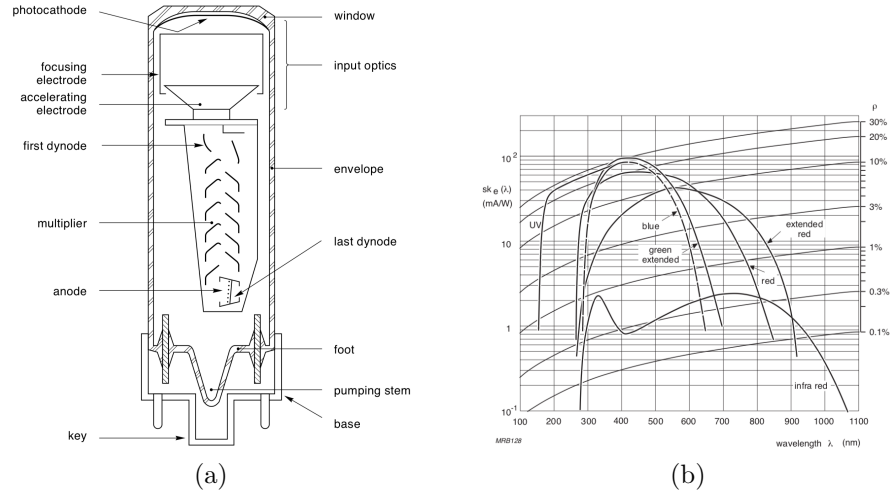 photocathode
window
focusing
electrode
input optics
accelerating
electrode
first dynode
envelope
multiplier
last dynode
anode
foot
pumping stem
base
key
(a)
ρ
30%
20%
10%
3%
1%
0.3%
0.1%
sk e (λ)
(mA/W)
10 2
10
1
10 -1
UV
blue
green
extended
extended
red
red
infra red
100 200 300 400 500 600 700 800 900 1000 1100
MRB128
wavelength λ (nm)
(b)